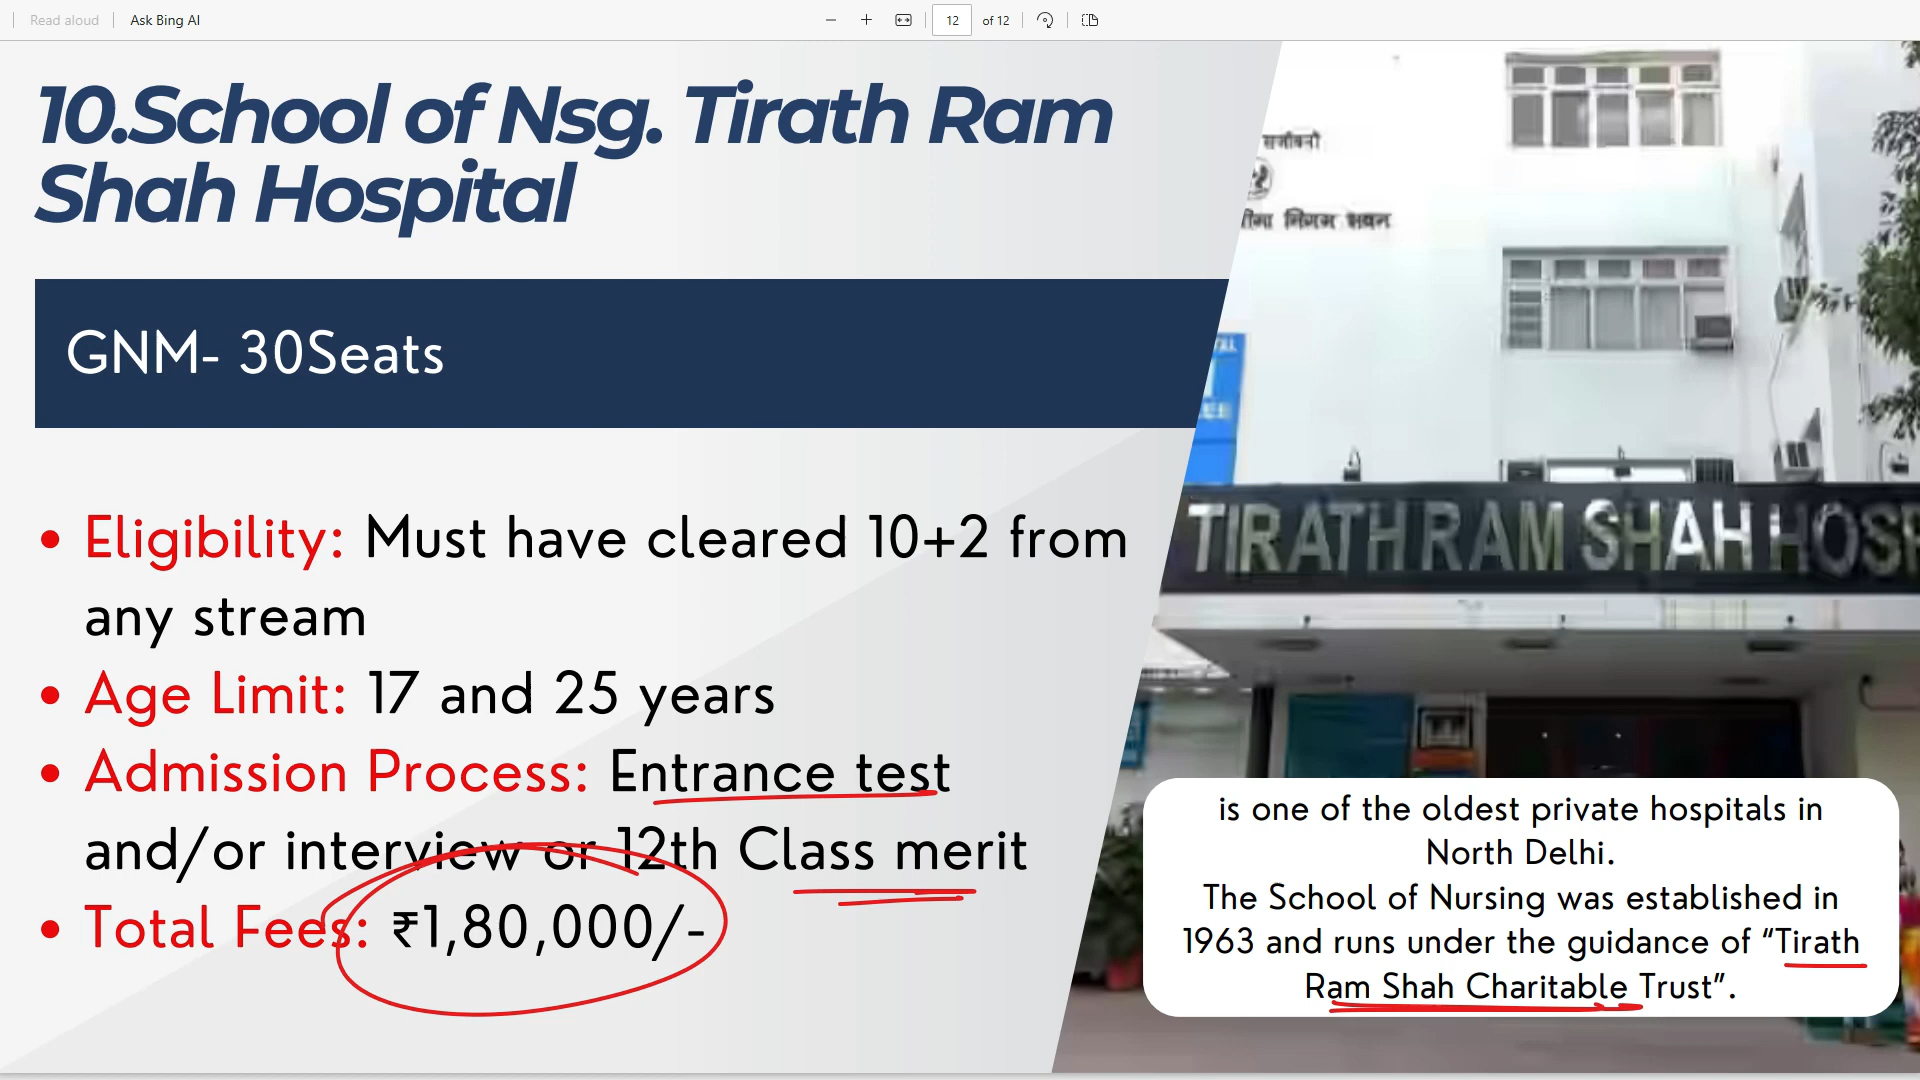 Read aloud
Ask Bing AI
12 of 12
10.School of Nsg. Tirath Ram
Shah Hospital
GNM- 30Seats
• Eligibility: Must have cleared 10+2 from
any stream
• Age Limit: 17 and 25 years
• Admission Process: Entrance test
and/or interview or 12th Class merit
• Total Fees: ₹1,80,000/-
निगम भवन
TIRATH RAM SHAH HOSP
is one of the oldest private hospitals in
North Delhi.
The School of Nursing was established in
1963 and runs under the guidance of “Tirath
Ram Shah Charitable Trust”.